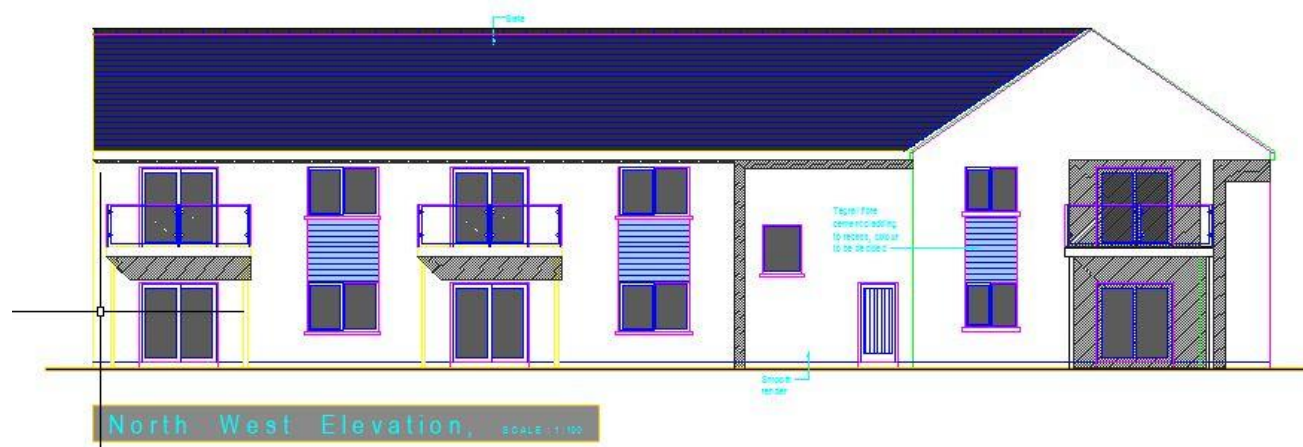 Slate
Tegral fibre
cement cladding
to recess, colour
to be decided
Smooth
render
North West Elevation, SCALE : 1:100